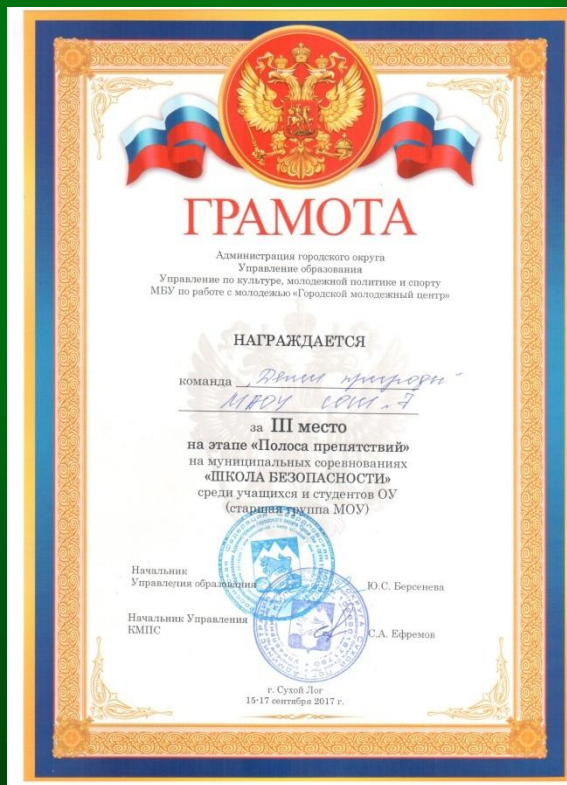 ГРАМОТА
Администрация городского округа
Управление образования
Управление по культуре, молодежной политике и спорту
МБУ по работе с молодежью «Городской молодежный центр»
НАГРАЖДАЕТСЯ
команда „Дети природы"
МАОУ СОШ-7
за III место
на этапе «Полоса препятствий»
на муниципальных соревнованиях
«ШКОЛА БЕЗОПАСНОСТИ»
среди учащихся и студентов ОУ
(старшая группа МОУ)
Начальник
Управления образования Ю.С. Берсенева
Начальник Управления
КМПС С.А. Ефремов
г. Сухой Лог
15-17 сентября 2017 г.